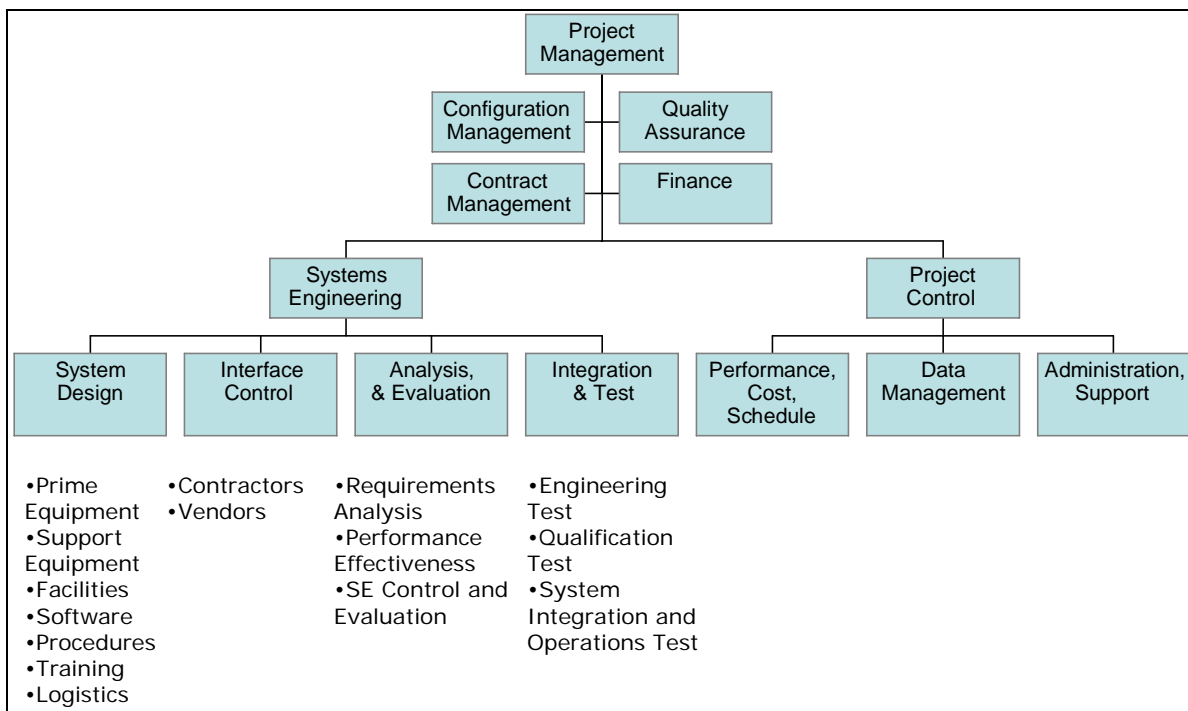 Project
Management
Configuration
Management
Quality
Assurance
Contract
Management
Finance
Systems
Engineering
Project
Control
System
Design
Interface
Control
Analysis,
& Evaluation
Integration
& Test
Performance,
Cost,
Schedule
Data
Management
Administration,
Support
•Prime
Equipment
•Support
Equipment
•Facilities
•Software
•Procedures
•Training
•Logistics
•Contractors
•Vendors
•Requirements
Analysis
•Performance
Effectiveness
•SE Control and
Evaluation
•Engineering
Test
•Qualification
Test
•System
Integration and
Operations Test